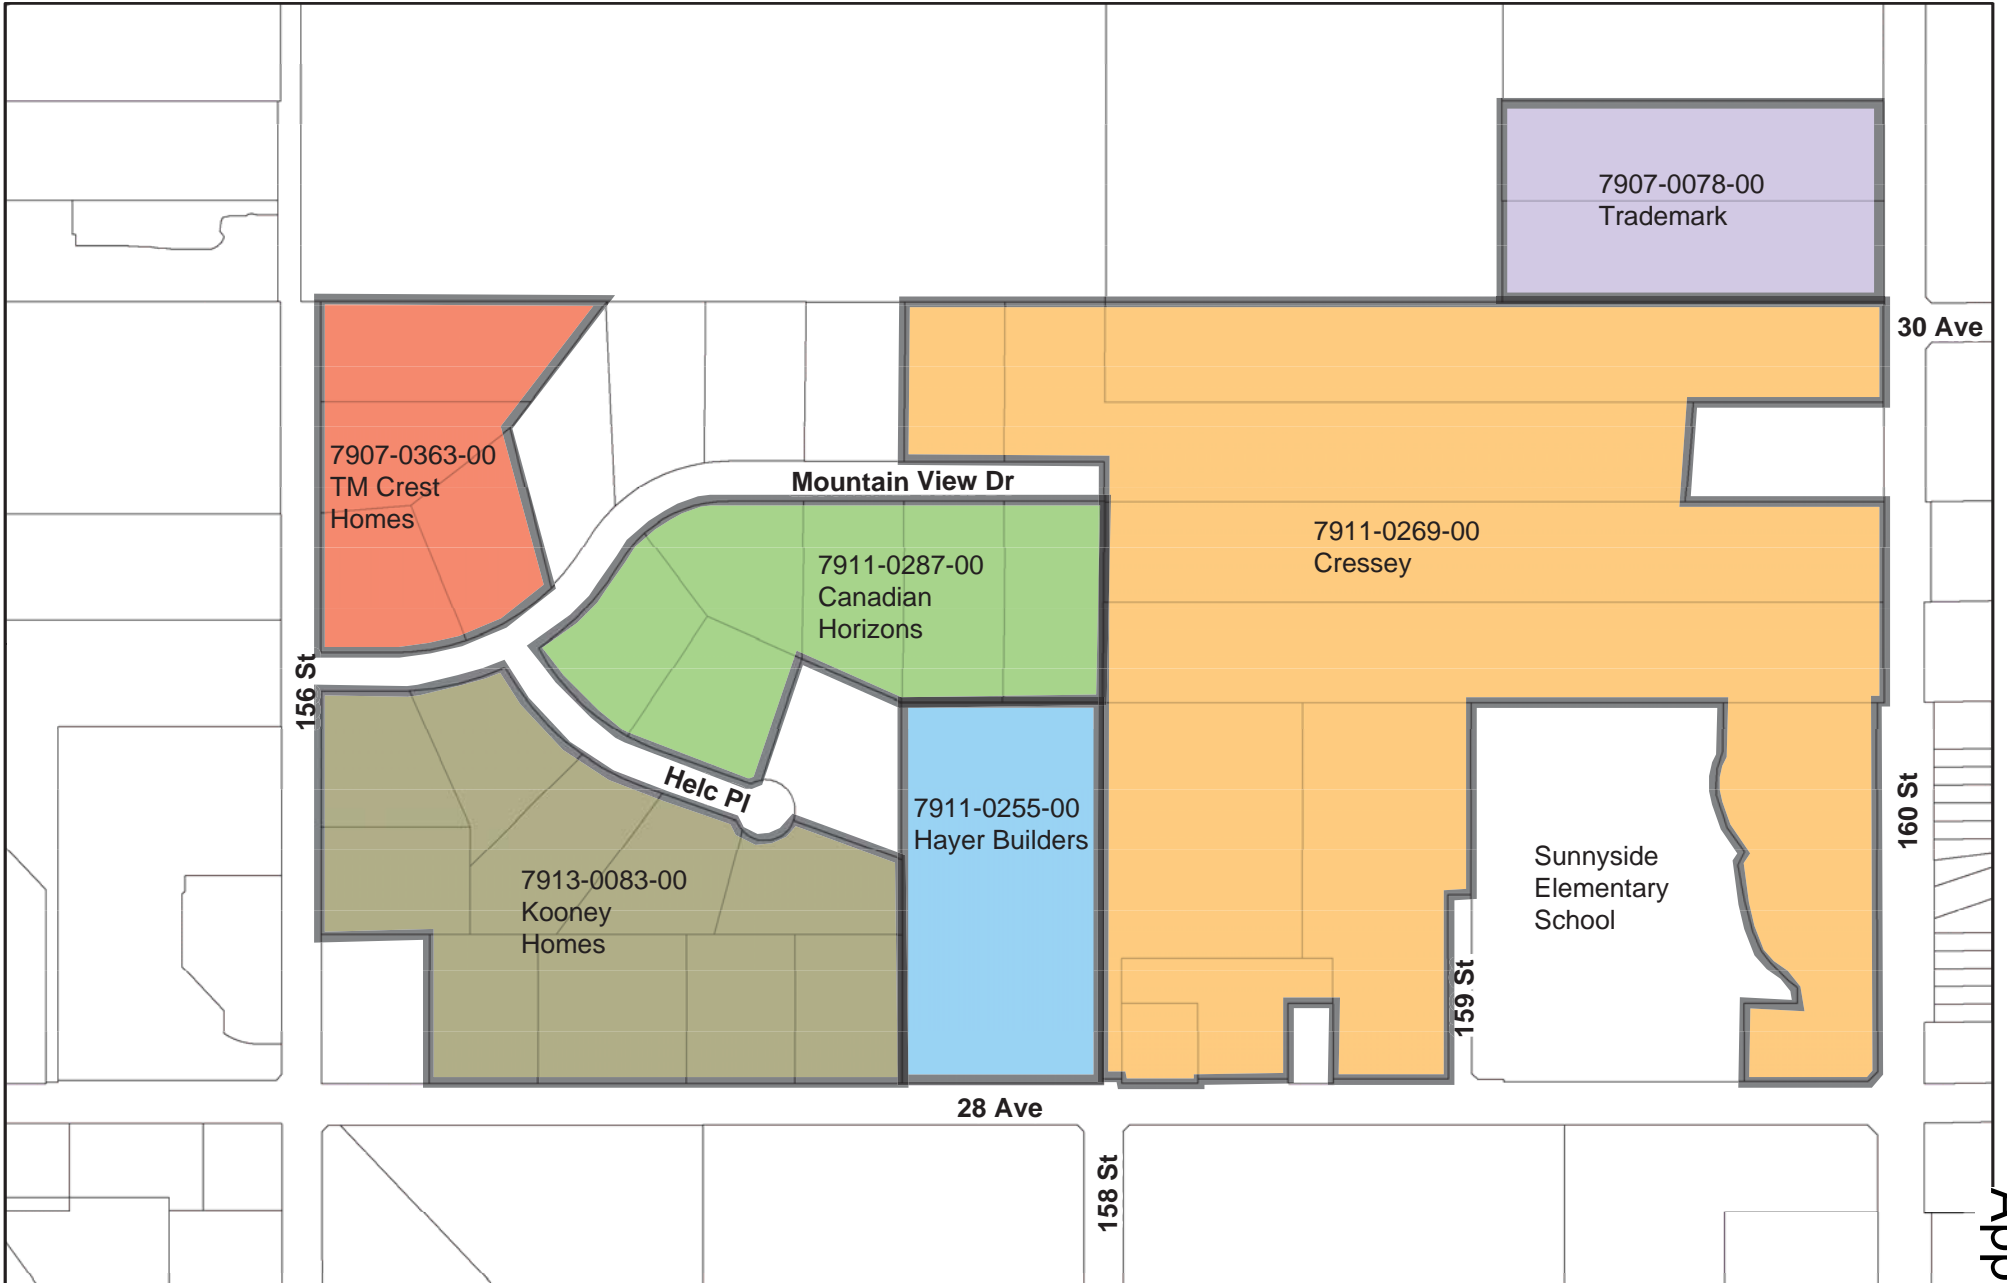 7907-0078-00
Trademark
30 Ave
7907-0363-00
TM Crest
Homes
Mountain View Dr
7911-0269-00
Cressey
7911-0287-00
Canadian
Horizons
156 St
Helc Pl
7911-0255-00
Hayer Builders
160 St
7913-0083-00
Kooney
Homes
Sunnyside
Elementary
School
159 St
28 Ave
158 St
App